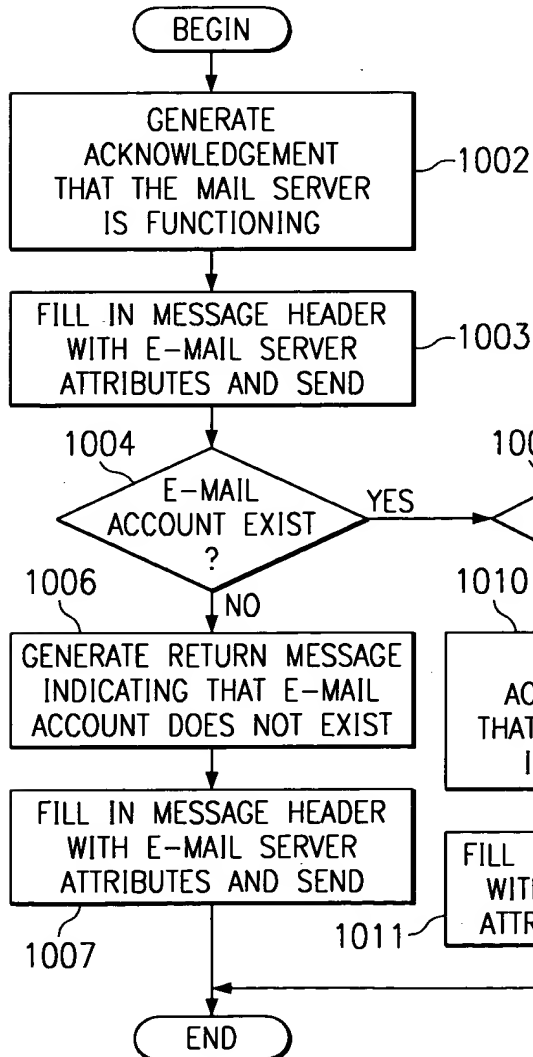 BEGIN
GENERATE
ACKNOWLEDGEMENT
THAT THE MAIL SERVER
IS FUNCTIONING
1002
FILL IN MESSAGE HEADER
WITH E-MAIL SERVER
ATTRIBUTES AND SEND
1003
1004
E-MAIL
ACCOUNT EXIST
?
YES
NO
1006
GENERATE RETURN MESSAGE
INDICATING THAT E-MAIL
ACCOUNT DOES NOT EXIST
1010
THAT
FILL IN MESSAGE HEADER
WITH E-MAIL SERVER
ATTRIBUTES AND SEND
1007
FILL
1011
END